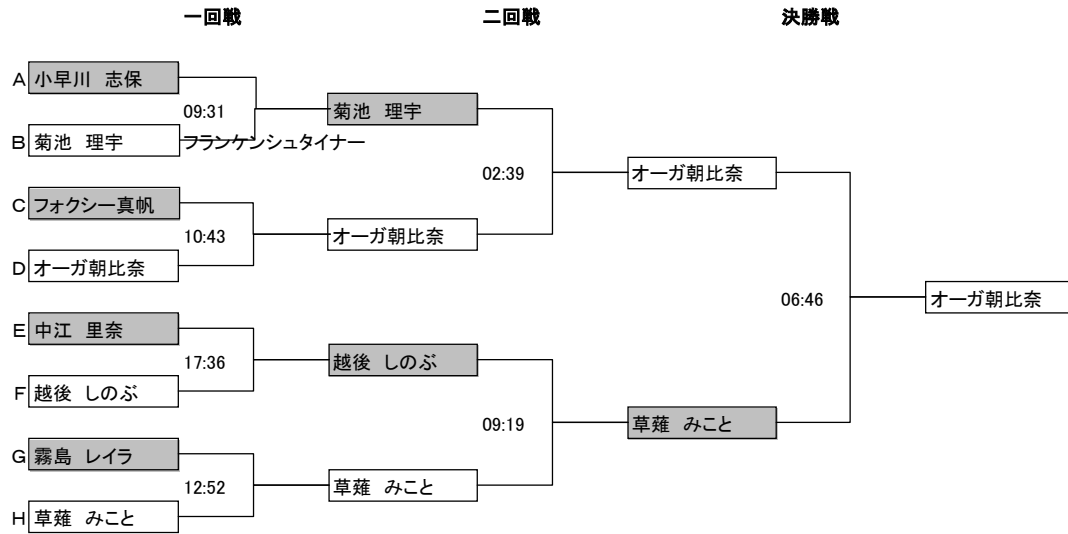 一回戦 二回戦 決勝戦
A 小早川 志保
09:31
菊池 理宇
B 菊池 理宇 フランケンシュタイナー
02:39
オーガ朝比奈
C フォクシー真帆
10:43
オーガ朝比奈
D オーガ朝比奈
06:46
オーガ朝比奈
E 中江 里奈
17:36
越後 しのぶ
F 越後 しのぶ
09:19
草薙 みこと
G 霧島 レイラ
12:52
草薙 みこと
H 草薙 みこと